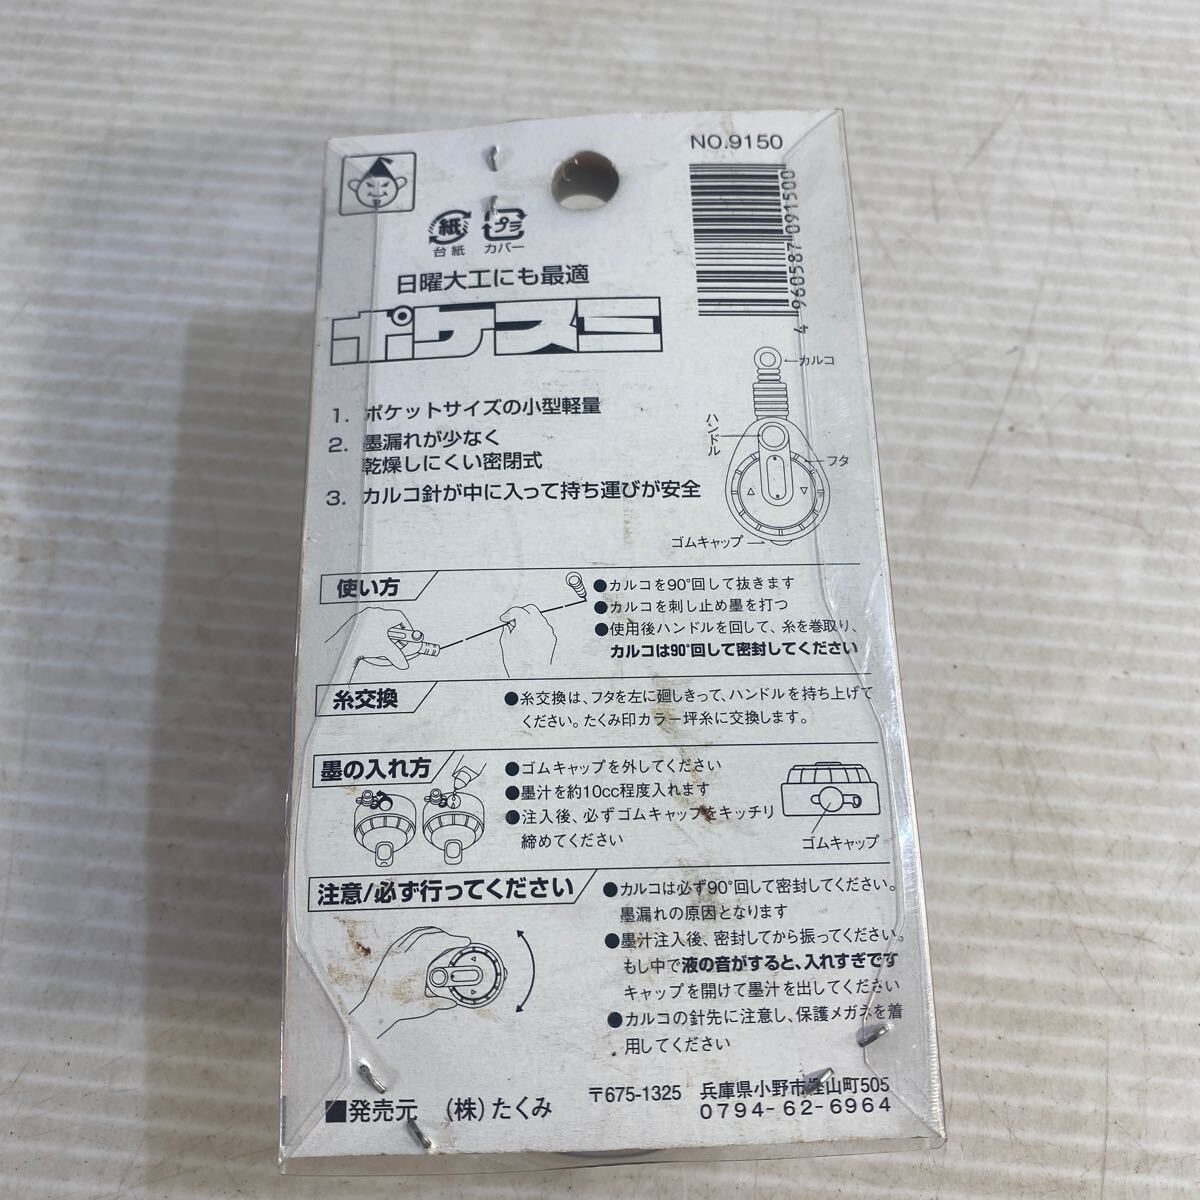 NO.9150
4 960587 091500
紙
プラ
台紙
カバー
日曜大工にも最適
ポケスミ
1. ポケットサイズの小型軽量
2. 墨漏れが少なく
乾燥しにくい密閉式
3. カルコ針が中に入って持ち運びが安全
カルコ
ハンドル
フタ
ゴムキャップ
使い方
●カルコを90°回して抜きます
●カルコを刺し止め墨を打つ
●使用後ハンドルを回して、糸を巻取り、
カルコは90°回して密封してください
糸交換
●糸交換は、フタを左に廻しきって、ハンドルを持ち上げて
ください。たくみ印カラー坪糸に交換します。
墨の入れ方
●ゴムキャップを外してください
●墨汁を約10cc程度入れます
●注入後、必ずゴムキャップをキッチリ
締めてください
ゴムキャップ
注意/必ず行ってください
●カルコは必ず90°回して密封してください。
墨漏れの原因となります
●墨汁注入後、密封してから振ってください。
もし中で液の音がすると、入れすぎです
キャップを開けて墨汁を出してください
●カルコの針先に注意し、保護メガネを着
用してください
■発売元 (株)たくみ
〒675-1325 兵庫県小野市樫山町505
0794-62-6964